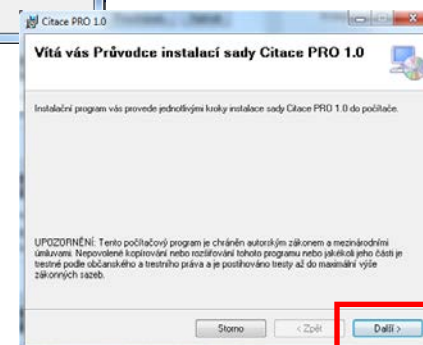 Citace PRO 1.0
Vítá vás Průvodce instalací sady Citace PRO 1.0
Instalační program vás provede jednotlivými kroky instalace sady Citace PRO 1.0 do počítače.
UPOZORNĚNÍ: Tento počítačový program je chráněn autorským zákonem a mezinárodními
úmluvami. Nepovolené kopírování nebo rozšiřování tohoto programu nebo jakékoli jeho části je
trestné podle občanského a trestního práva a je postihováno tresty až do maximální výše
zákonných sazeb.
Storno < Zpět Další >